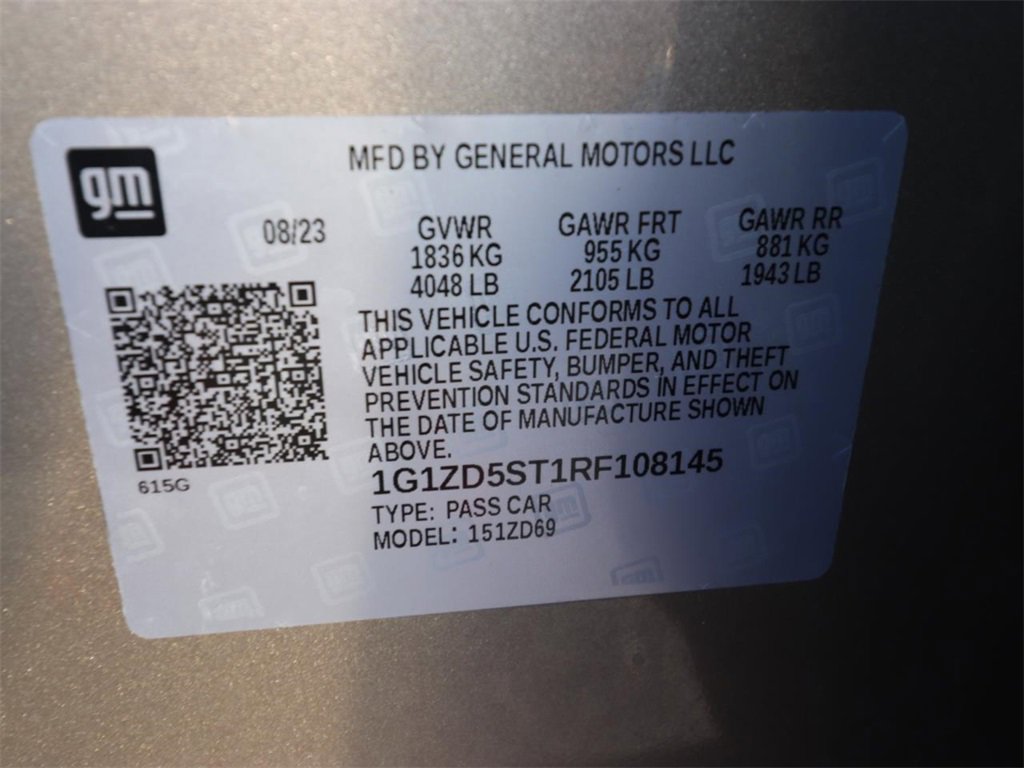 gm
MFD BY GENERAL MOTORS LLC
08/23 GVWR GAWR FRT GAWR RR
1836 KG 955 KG 881 KG
4048 LB 2105 LB 1943 LB
THIS VEHICLE CONFORMS TO ALL
APPLICABLE U.S. FEDERAL MOTOR
VEHICLE SAFETY, BUMPER, AND THEFT
PREVENTION STANDARDS IN EFFECT ON
THE DATE OF MANUFACTURE SHOWN
ABOVE.
615G
1G1ZD5ST1RF108145
TYPE: PASS CAR
MODEL: 151ZD69